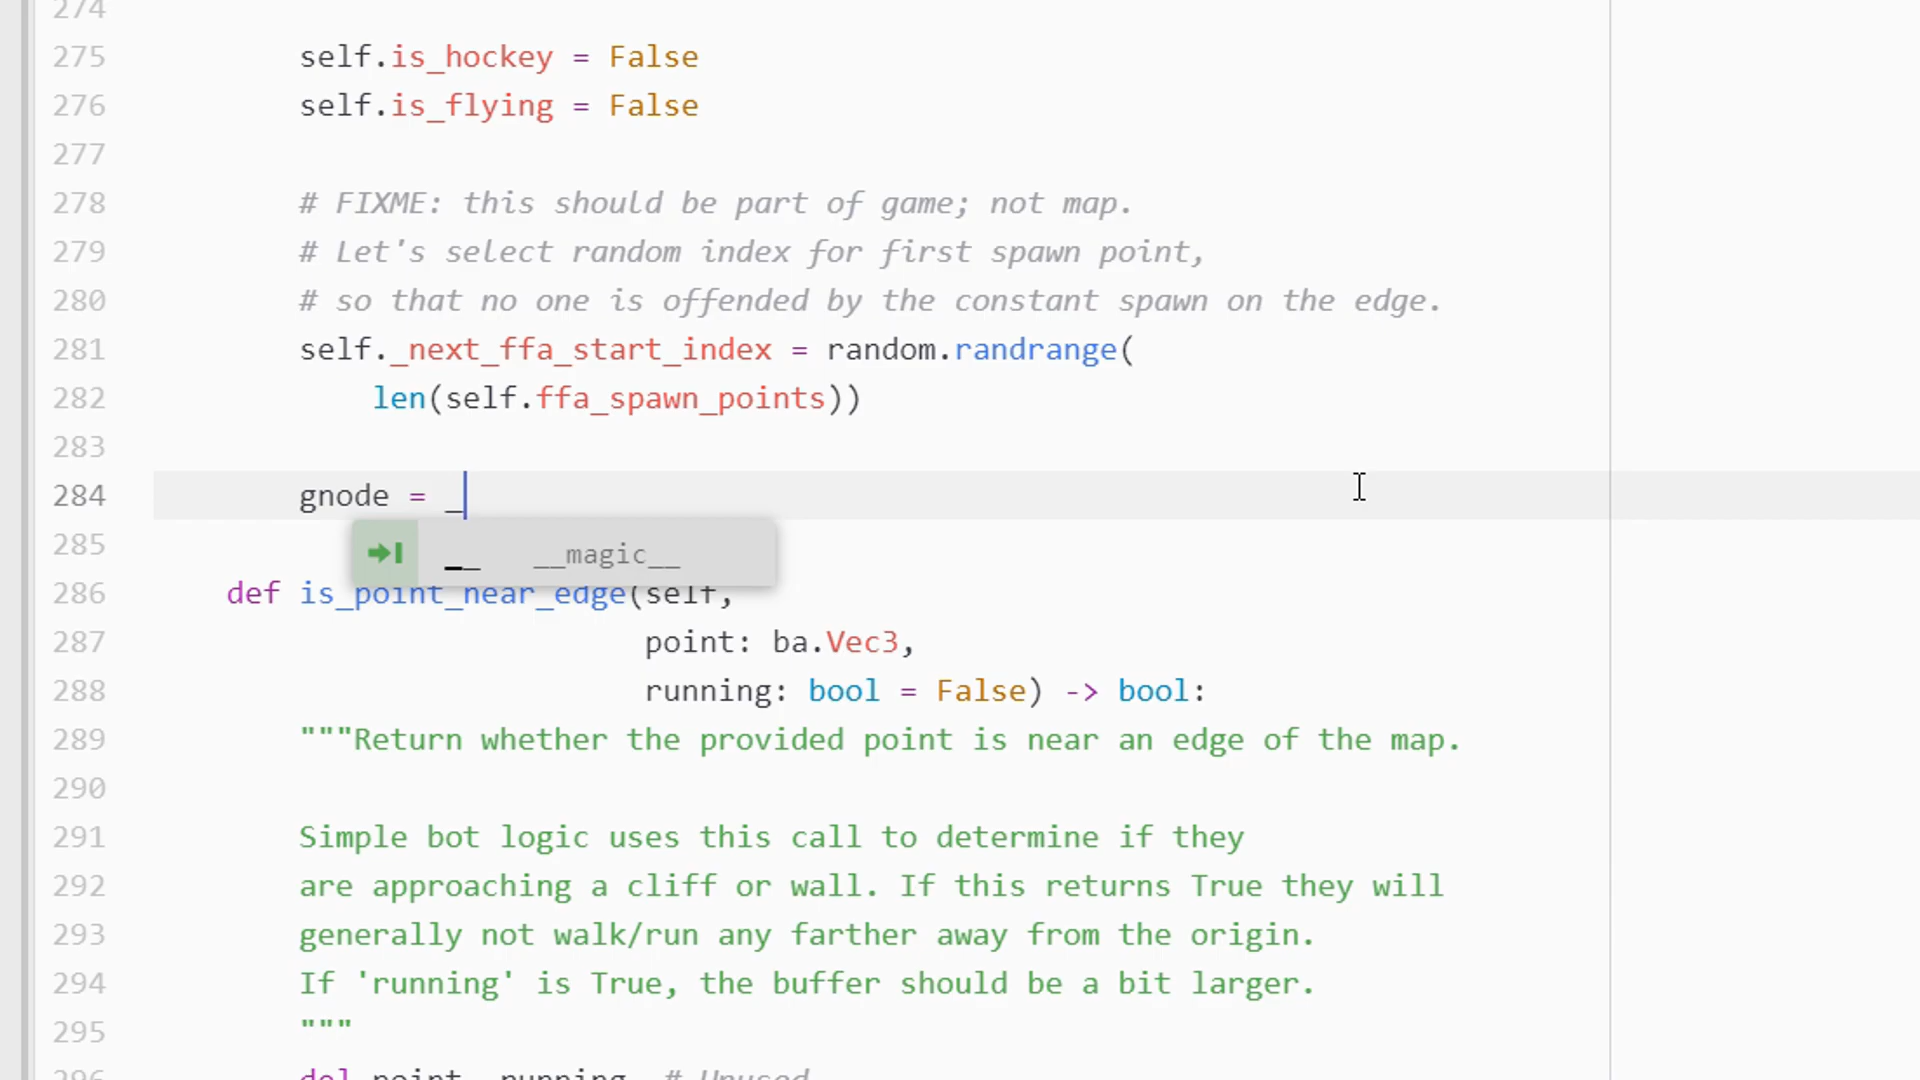 274
275 self.is_hockey = False
276 self.is_flying = False
277
278 # FIXME: this should be part of game; not map.
279 # Let's select random index for first spawn point,
280 # so that no one is offended by the constant spawn on the edge.
281 self._next_ffa_start_index = random.randrange(
282 len(self.ffa_spawn_points))
283
284 gnode = _
__ __magic__
285
286 def is_point_near_edge(self,
287 point: ba.Vec3,
288 running: bool = False) -> bool:
289 """Return whether the provided point is near an edge of the map.
290
291 Simple bot logic uses this call to determine if they
292 are approaching a cliff or wall. If this returns True they will
293 generally not walk/run any farther away from the origin.
294 If 'running' is True, the buffer should be a bit larger.
295 """
296 del point, running # Unused